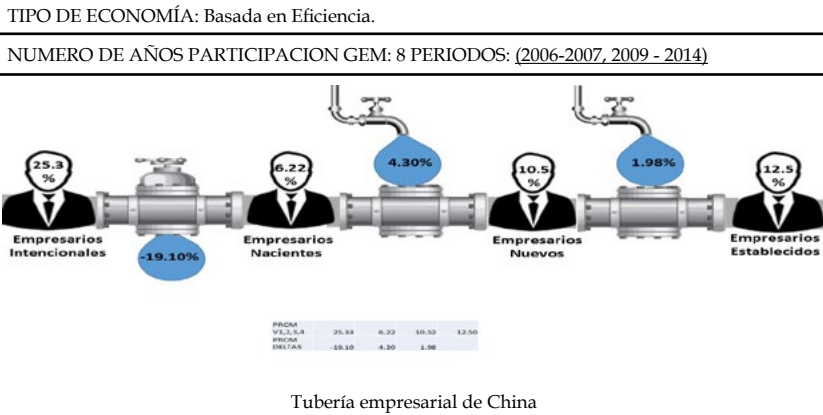 TIPO DE ECONOMÍA: Basada en Eficiencia.
NUMERO DE AÑOS PARTICIPACION GEM: 8 PERIODOS: (2006-2007, 2009 - 2014)
25.3
%
6.22
%
4.30%
10.5
%
1.98%
12.5
%
Empresarios
Intencionales
-19.10%
Empresarios
Nacientes
Empresarios
Nuevos
Empresarios
Establecidos
PROM
V1,2,3,4 25.33 6.22 10.52 12.50
PROM
DELTAS -19.10 4.30 1.98
Tubería empresarial de China